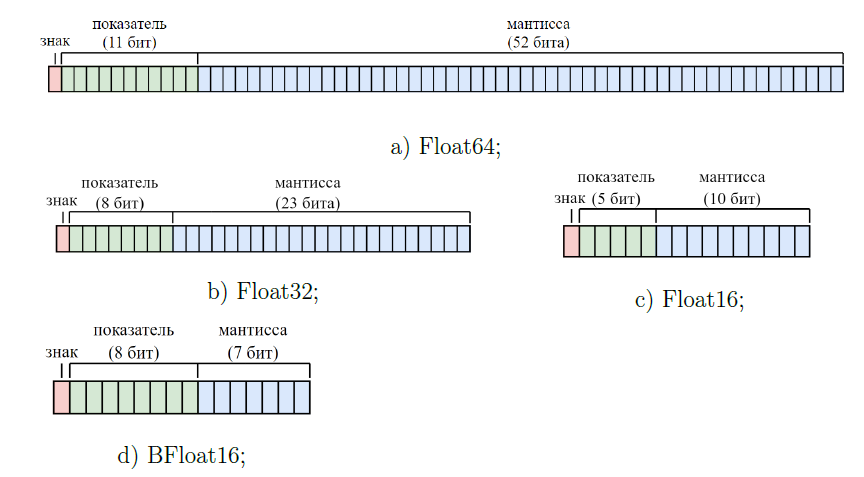 знак
показатель
(11 бит)
мантисса
(52 бита)
a) Float64;
знак
показатель
(8 бит)
мантисса
(23 бита)
b) Float32;
знак
показатель
(5 бит)
мантисса
(10 бит)
c) Float16;
знак
показатель
(8 бит)
мантисса
(7 бит)
d) BFloat16;